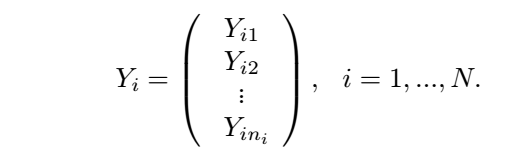 Y_{i1}
Y_{i2}
Y_i = ( ⋮ ) , i = 1, ..., N.
Y_{in_i}